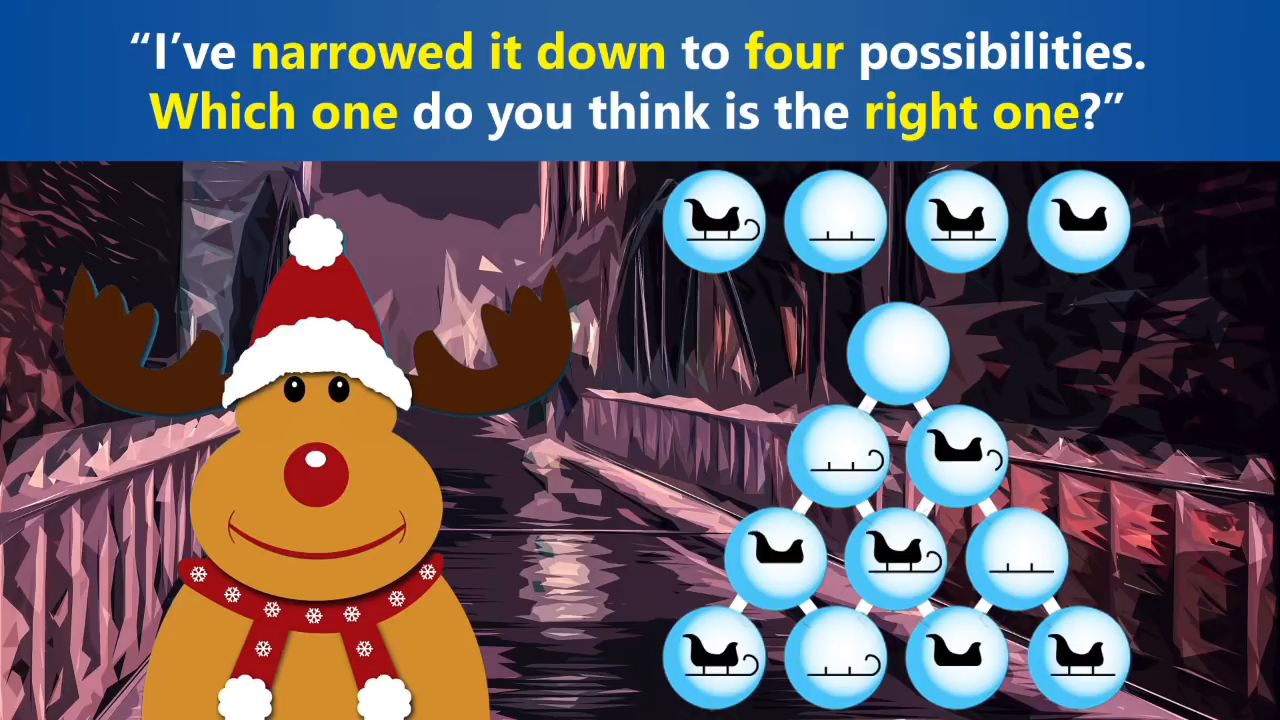 “I’ve narrowed it down to four possibilities.
Which one do you think is the right one?”